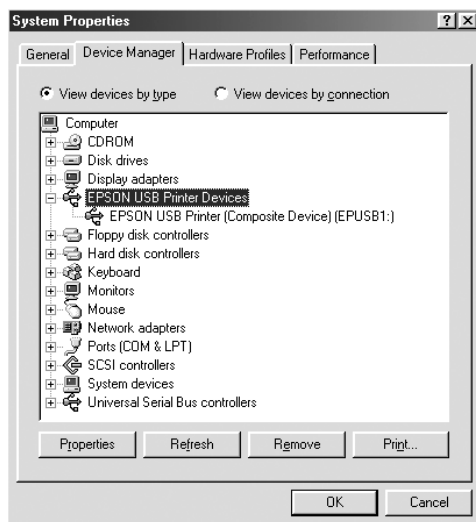 System Properties
General Device Manager Hardware Profiles Performance
View devices by type View devices by connection
Computer
CDROM
Disk drives
Display adapters
EPSON USB Printer Devices
EPSON USB Printer (Composite Device) (EPUSB1:)
Floppy disk controllers
Hard disk controllers
Keyboard
Monitors
Mouse
Network adapters
Ports (COM & LPT)
SCSI controllers
System devices
Universal Serial Bus controllers
Properties Refresh Remove Print...
OK Cancel